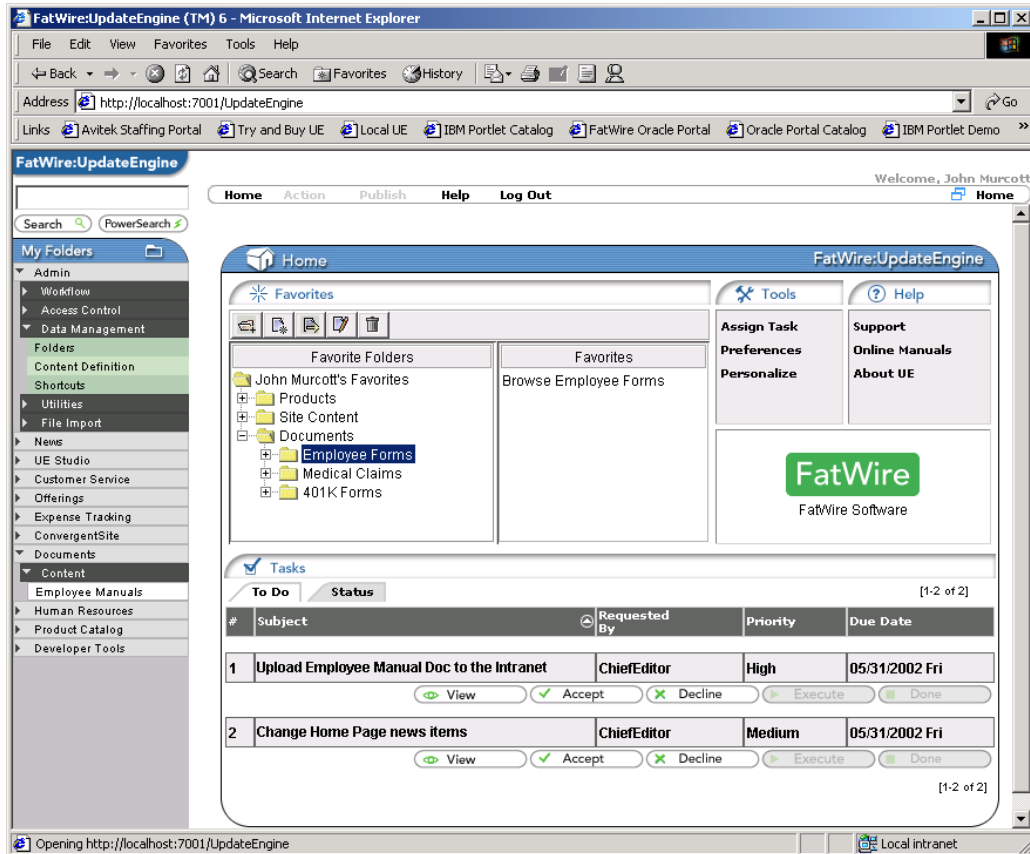 FatWire:UpdateEngine (TM) 6 - Microsoft Internet Explorer
File Edit View Favorites Tools Help
Back Search Favorites History
Address http://localhost:7001/UpdateEngine Go
Links Avitek Staffing Portal Try and Buy UE Local UE IBM Portlet Catalog FatWire Oracle Portal Oracle Portal Catalog IBM Portlet Demo »
FatWire:UpdateEngine
Welcome, John Murcott
Home Action Publish Help Log Out Home
Search PowerSearch
My Folders
Admin
Workflow
Access Control
Data Management
Folders
Content Definition
Shortcuts
Utilities
File Import
News
UE Studio
Customer Service
Offerings
Expense Tracking
ConvergentSite
Documents
Content
Employee Manuals
Human Resources
Product Catalog
Developer Tools
Home FatWire:UpdateEngine
Favorites
Favorite Folders
John Murcott's Favorites
Products
Site Content
Documents
Employee Forms
Medical Claims
401K Forms
Favorites
Browse Employee Forms
Tools
Assign Task
Preferences
Personalize
Help
Support
Online Manuals
About UE
FatWire
FatWire Software
Tasks
To Do Status [1-2 of 2]
# Subject Requested By Priority Due Date
1 Upload Employee Manual Doc to the Intranet ChiefEditor High 05/31/2002 Fri
View Accept Decline Execute Done
2 Change Home Page news items ChiefEditor Medium 05/31/2002 Fri
View Accept Decline Execute Done
[1-2 of 2]
Opening http://localhost:7001/UpdateEngine Local intranet